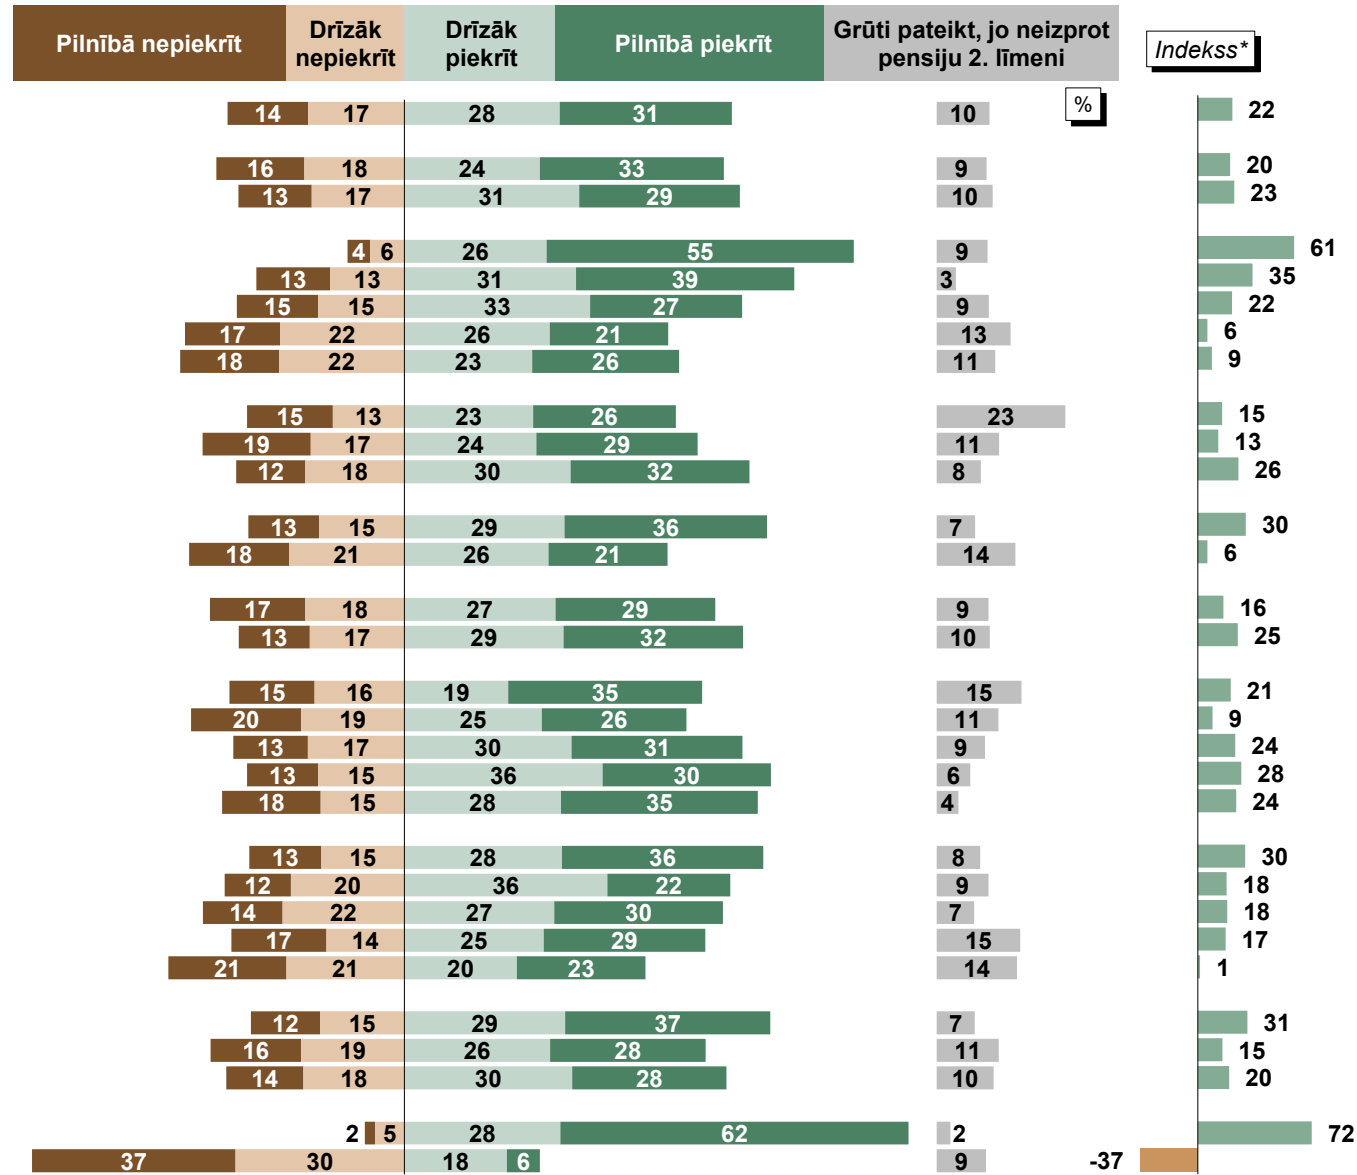 Pilnībā nepiekrīt Drīzāk nepiekrīt Drīzāk piekrīt Pilnībā piekrīt Grūti pateikt, jo neizprot pensiju 2. līmeni Indekss*
%
14 17 28 31 10 22
16 18 24 33 9 20
13 17 31 29 10 23
4 6 26 55 9 61
13 13 31 39 3 35
15 15 33 27 9 22
17 22 26 21 13 6
18 22 23 26 11 9
15 13 23 26 23 15
19 17 24 29 11 13
12 18 30 32 8 26
13 15 29 36 7 30
18 21 26 21 14 6
17 18 27 29 9 16
13 17 29 32 10 25
15 16 19 35 15 21
20 19 25 26 11 9
13 17 30 31 9 24
13 15 36 30 6 28
18 15 28 35 4 24
13 15 28 36 8 30
12 20 36 22 9 18
14 22 27 30 7 18
17 14 25 29 15 17
21 21 20 23 14 1
12 15 29 37 7 31
16 19 26 28 11 15
14 18 30 28 10 20
2 5 28 62 2 72
37 30 18 6 9 -37